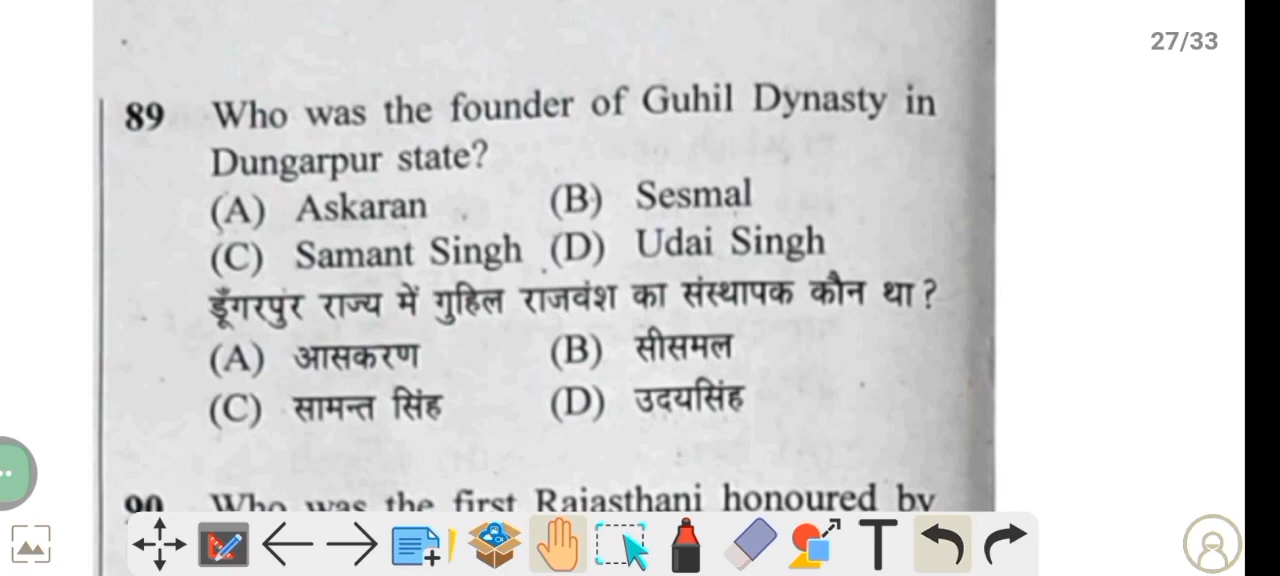 27/33
89 Who was the founder of Guhil Dynasty in
Dungarpur state?
(A) Askaran (B) Sesmal
(C) Samant Singh (D) Udai Singh
डूँगरपुर राज्य में गुहिल राजवंश का संस्थापक कौन था ?
(A) आसकरण (B) सीसमल
(C) सामन्त सिंह (D) उदयसिंह
90 Who was the first Rajasthani honoured by